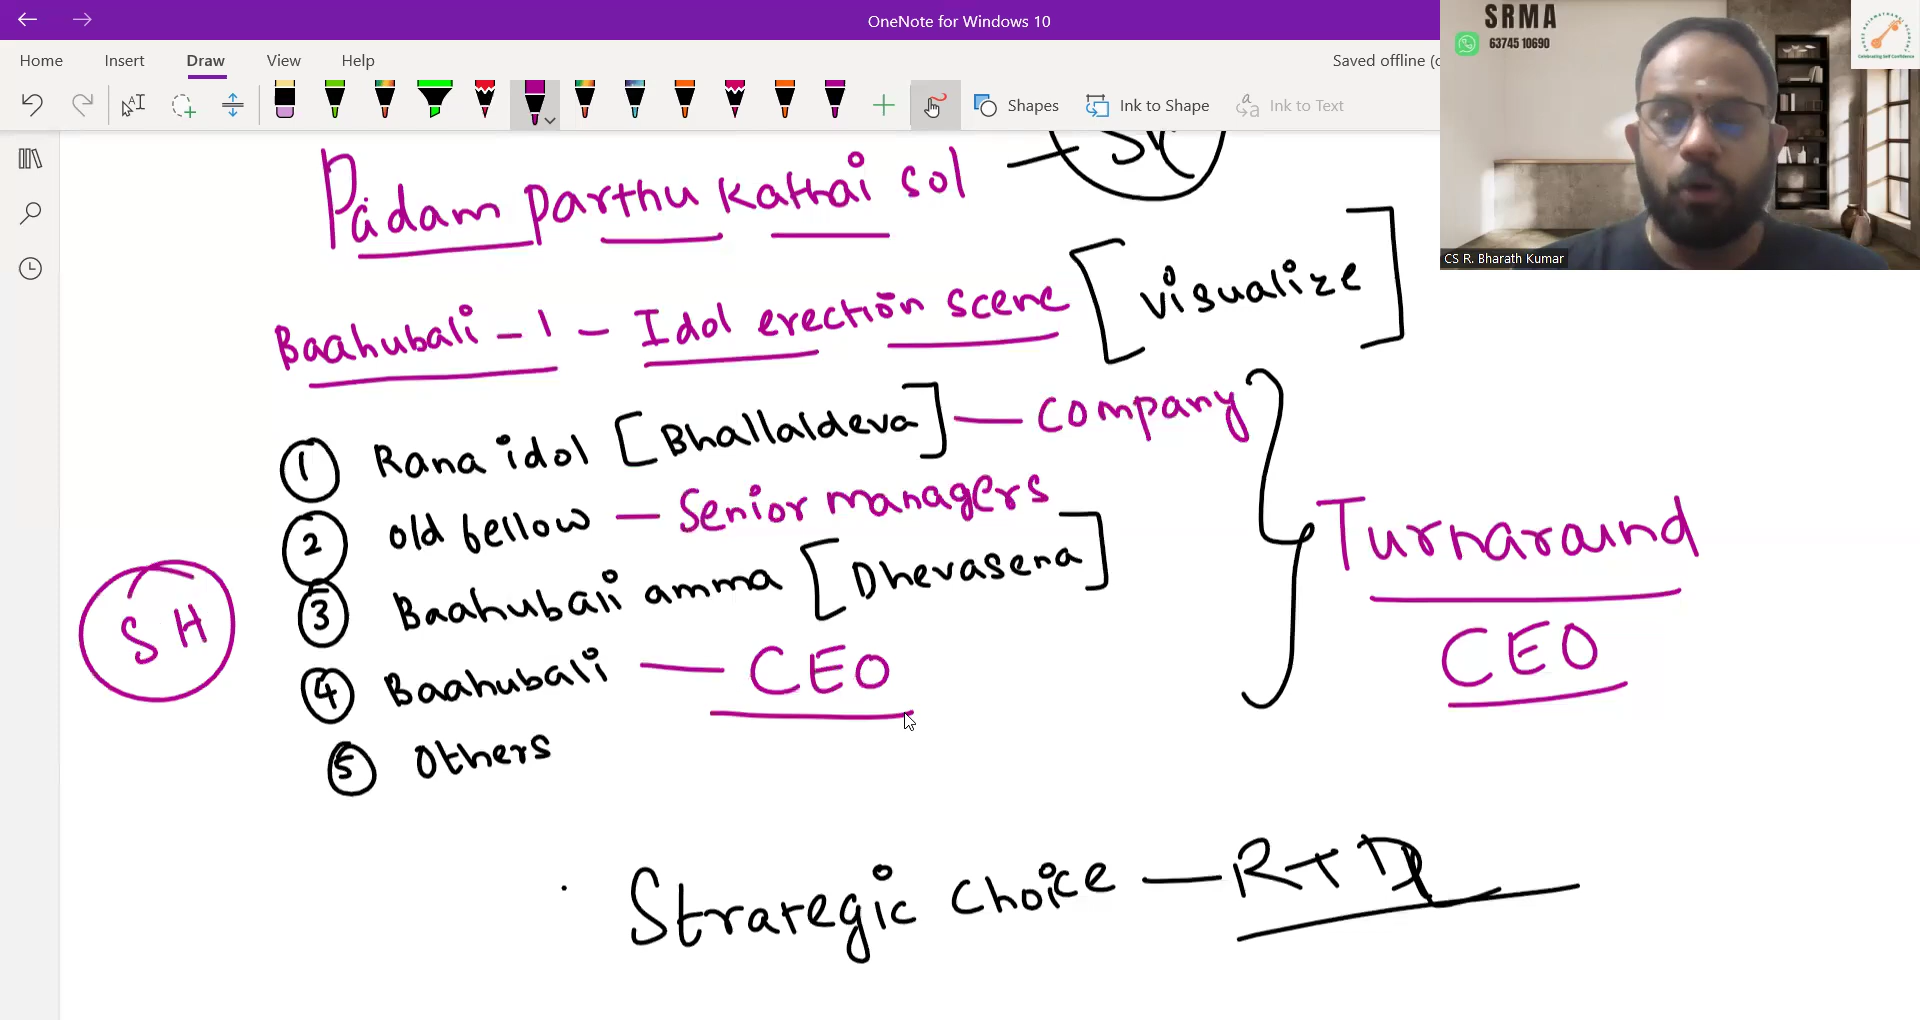 OneNote for Windows 10
Home Insert Draw View Help
Saved offline (c
Shapes Ink to Shape Ink to Text
SRMA
63745 10690
CS R. Bharath Kumar
Padam parthu kathai sol —
Baahubali - 1 - Idol erection scene [visualize]
1 Rana idol [Bhallaldeva] — Company
2 old fellow — Senior managers
3 Baahubali amma [Dhevasena]
4 Baahubali — CEO
5 Others
SH
Turnaraund
CEO
Strategic Choice — RTD